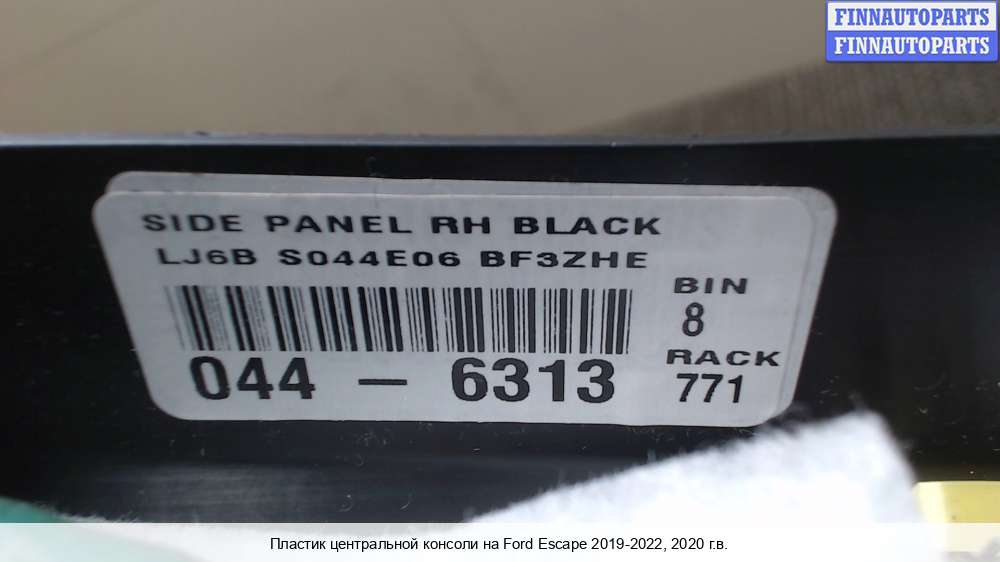 FINNAUTOPARTS
FINNAUTOPARTS
SIDE PANEL RH BLACK
LJ6B S044E06 BF3ZHE
BIN
8
044 – 6313
RACK
771
Пластик центральной консоли на Ford Escape 2019-2022, 2020 г.в.